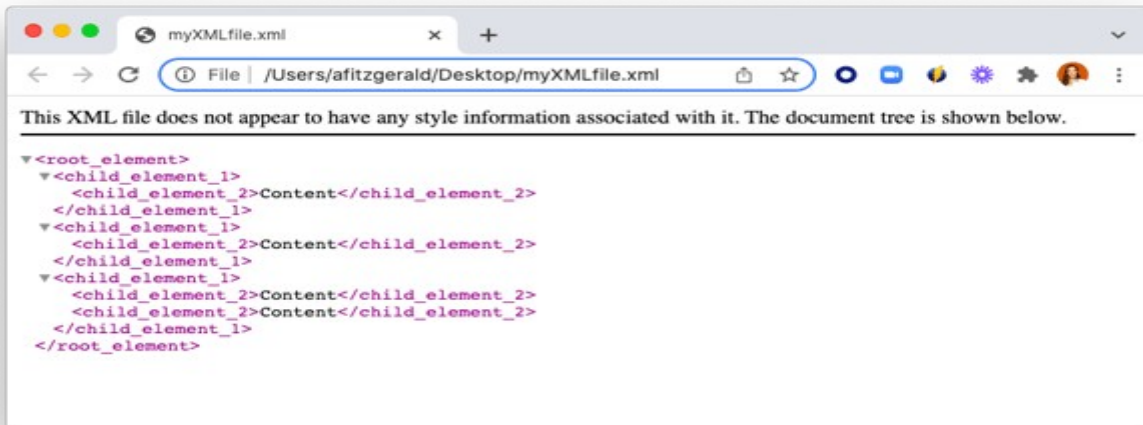 myXMLfile.xml
File /Users/afitzgerald/Desktop/myXMLfile.xml
This XML file does not appear to have any style information associated with it. The document tree is shown below.
<root_element>
<child_element_1>
<child_element_2>Content</child_element_2>
</child_element_1>
<child_element_1>
<child_element_2>Content</child_element_2>
</child_element_1>
<child_element_1>
<child_element_2>Content</child_element_2>
<child_element_2>Content</child_element_2>
</child_element_1>
</root_element>